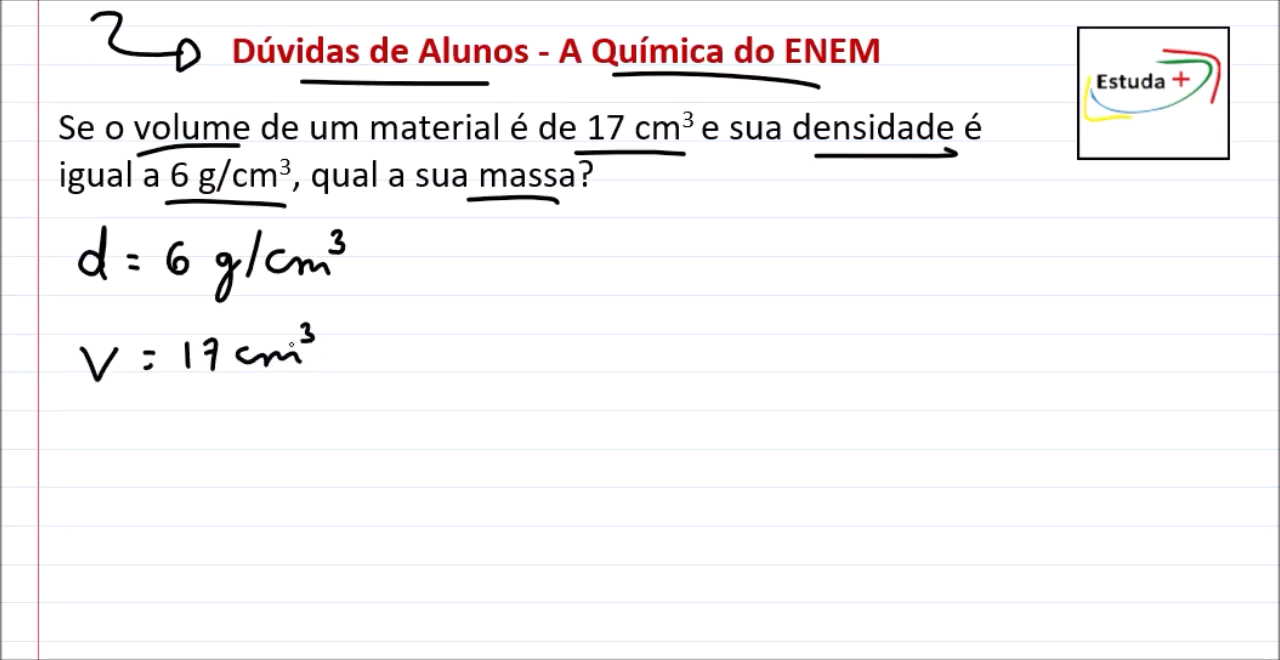 Dúvidas de Alunos - A Química do ENEM
Estuda +
Se o volume de um material é de 17 cm³ e sua densidade é
igual a 6 g/cm³, qual a sua massa?
d = 6 g/cm³
V = 17 cm³